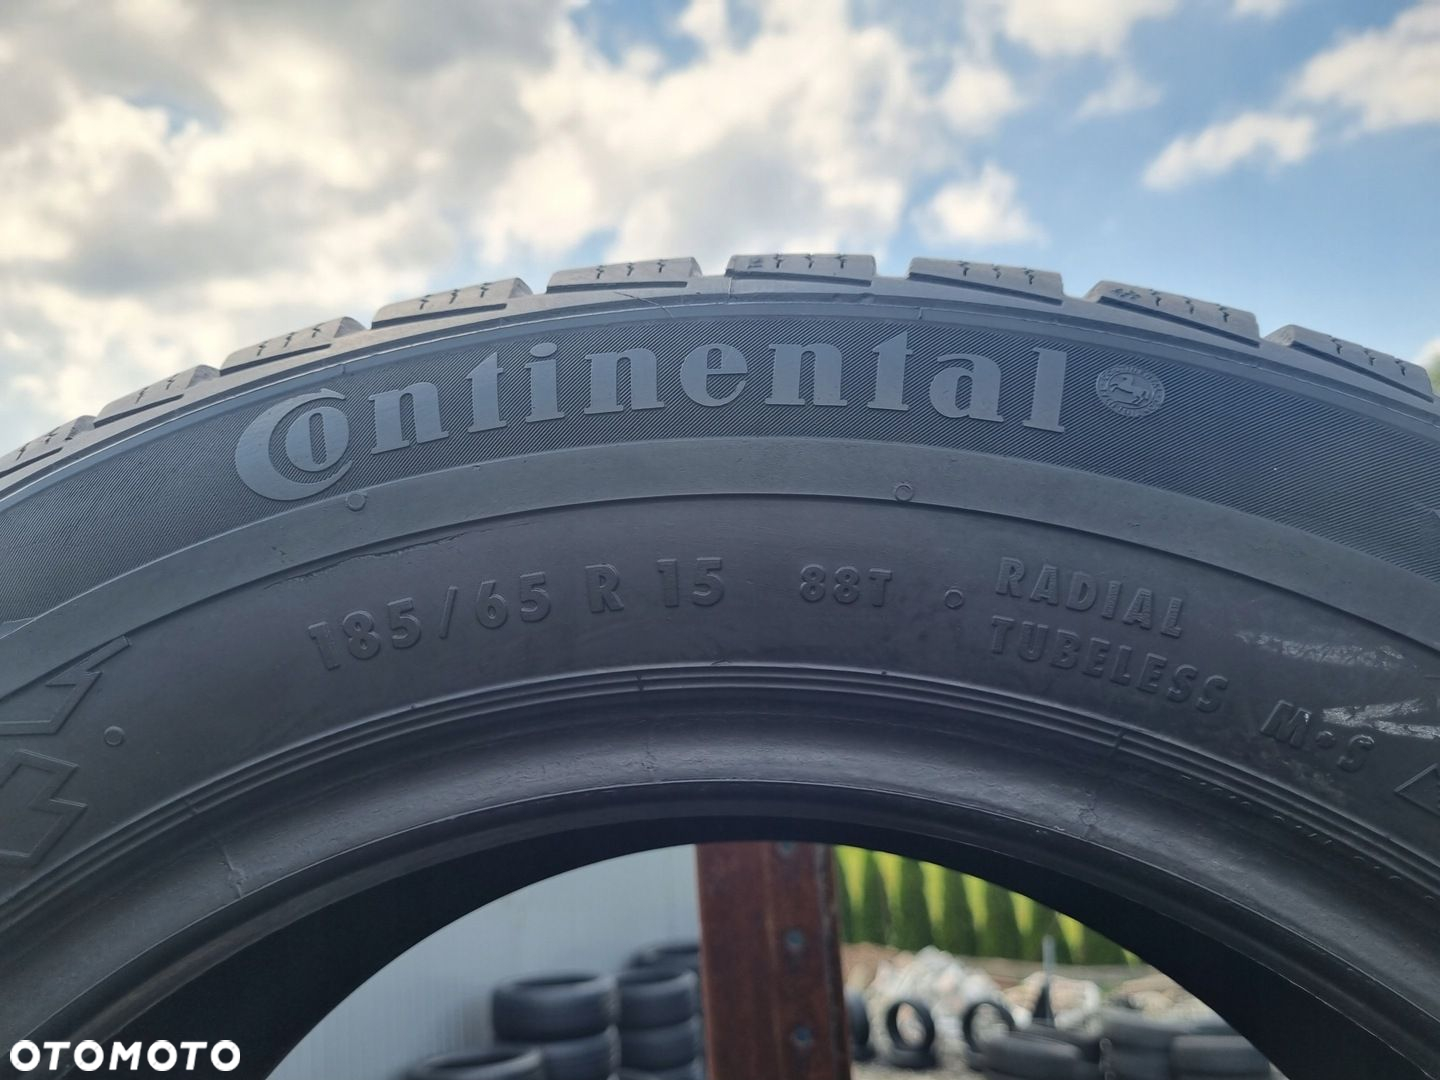 Continental
185/65 R 15 88T
RADIAL
TUBELESS M+S
OTOMOTO